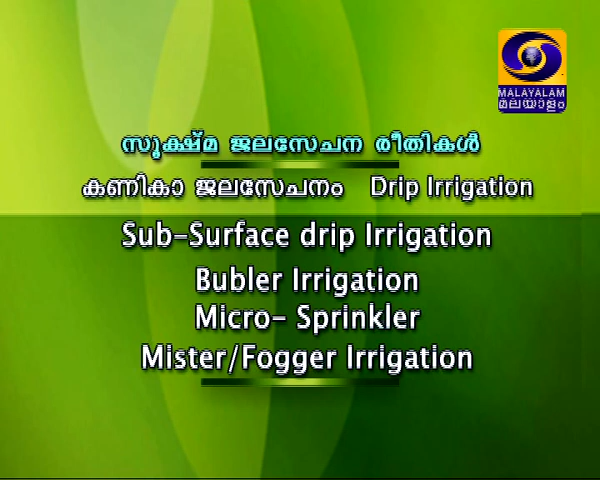 MALAYALAM
മലയാളം
സൂക്ഷ്മ ജലസേചന രീതികൾ
കണികാ ജലസേചനം Drip Irrigation
Sub-Surface drip Irrigation
Bubler Irrigation
Micro- Sprinkler
Mister/Fogger Irrigation